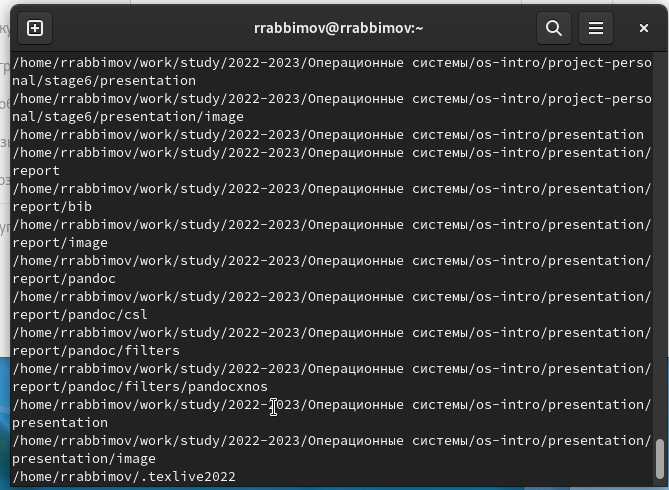 rrabbimov@rrabbimov:~
/home/rrabbimov/work/study/2022-2023/Операционные системы/os-intro/project-perso
nal/stage6/presentation
/home/rrabbimov/work/study/2022-2023/Операционные системы/os-intro/project-perso
nal/stage6/presentation/image
/home/rrabbimov/work/study/2022-2023/Операционные системы/os-intro/presentation
/home/rrabbimov/work/study/2022-2023/Операционные системы/os-intro/presentation/
report
/home/rrabbimov/work/study/2022-2023/Операционные системы/os-intro/presentation/
report/bib
/home/rrabbimov/work/study/2022-2023/Операционные системы/os-intro/presentation/
report/image
/home/rrabbimov/work/study/2022-2023/Операционные системы/os-intro/presentation/
report/pandoc
/home/rrabbimov/work/study/2022-2023/Операционные системы/os-intro/presentation/
report/pandoc/csl
/home/rrabbimov/work/study/2022-2023/Операционные системы/os-intro/presentation/
report/pandoc/filters
/home/rrabbimov/work/study/2022-2023/Операционные системы/os-intro/presentation/
report/pandoc/filters/pandocxnos
/home/rrabbimov/work/study/2022-2023/Операционные системы/os-intro/presentation/
presentation
/home/rrabbimov/work/study/2022-2023/Операционные системы/os-intro/presentation/
presentation/image
/home/rrabbimov/.texlive2022